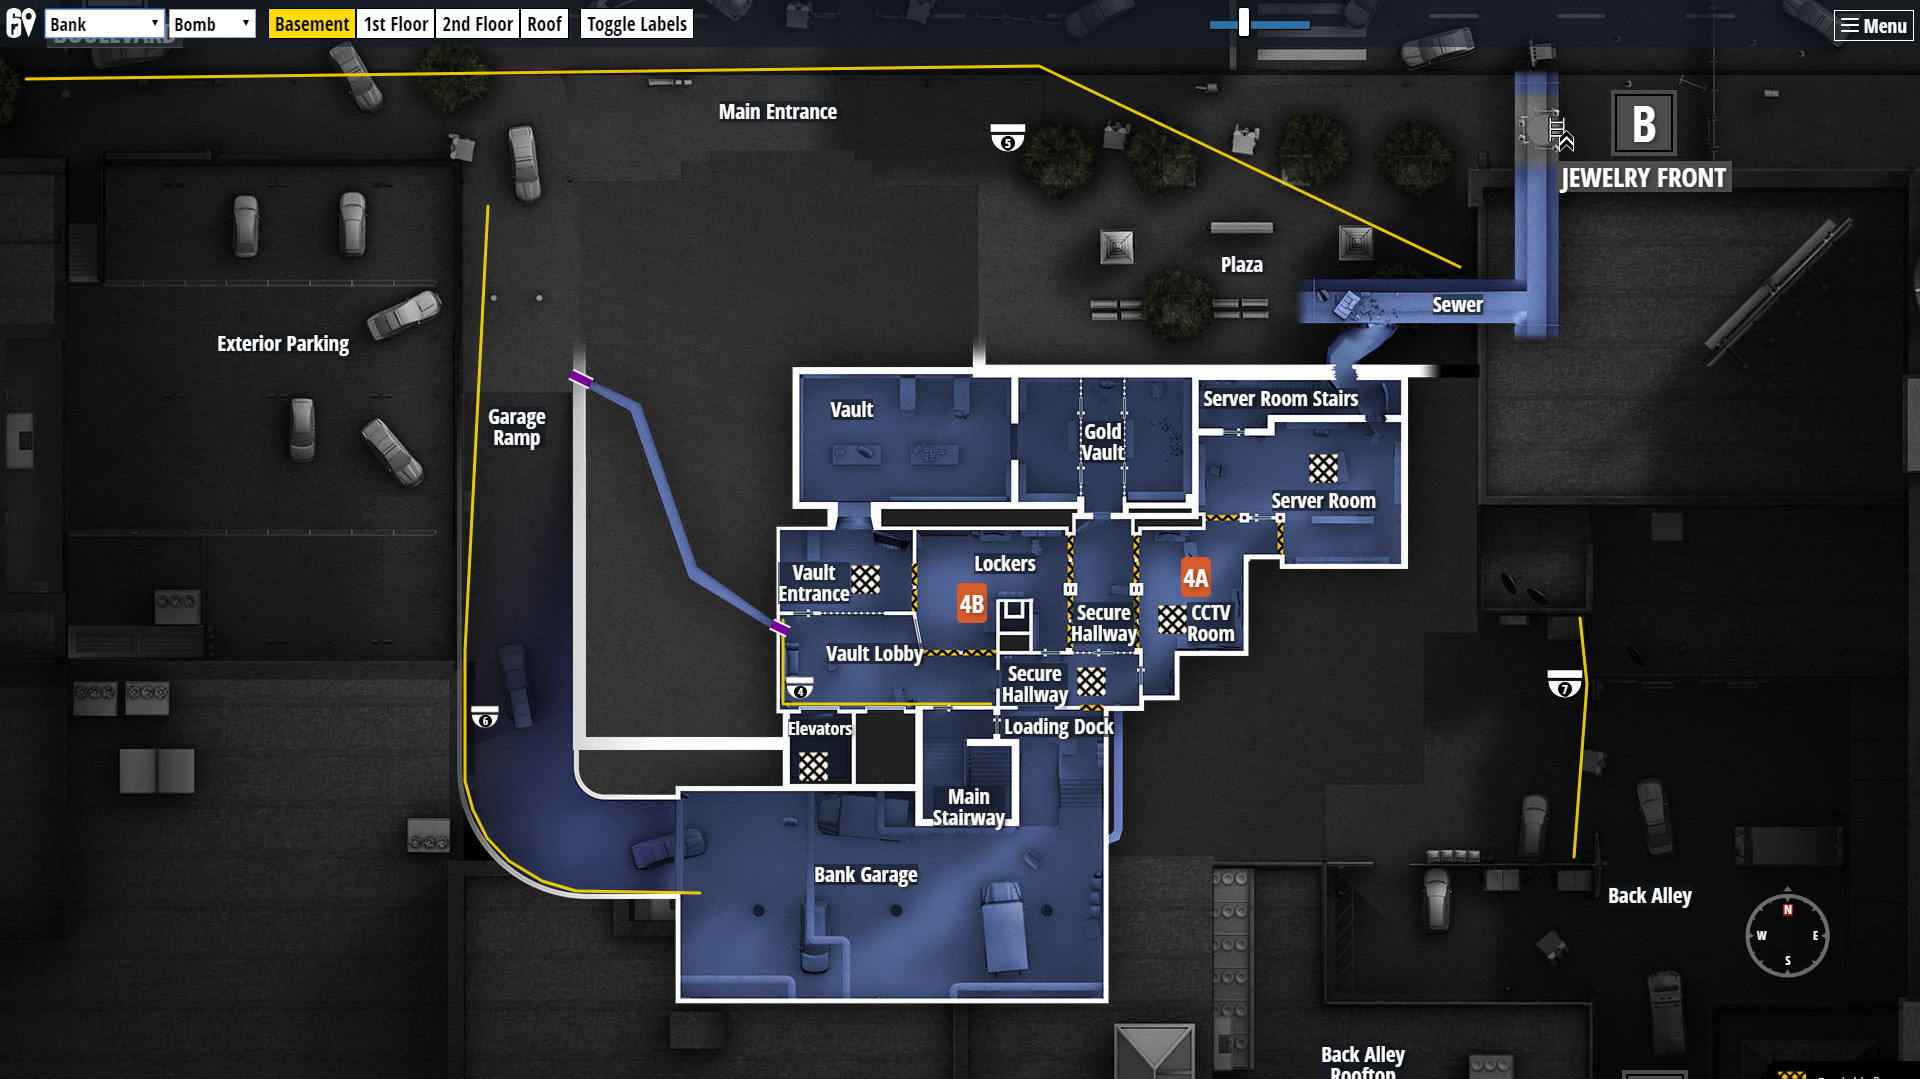 R6
Bank
Bomb
Basement
1st Floor
2nd Floor
Roof
Toggle Labels
Menu
BOULEVARD
Main Entrance
5
B
JEWELRY FRONT
Plaza
Sewer
Exterior Parking
Garage
Ramp
Vault
Gold
Vault
Server Room Stairs
Server Room
Vault
Entrance
Lockers
4B
4A
Secure
Hallway
CCTV
Room
Vault Lobby
4
Secure
Hallway
Elevators
Loading Dock
6
7
Main
Stairway
Bank Garage
Back Alley
N
W
E
S
Back Alley
Rooftop